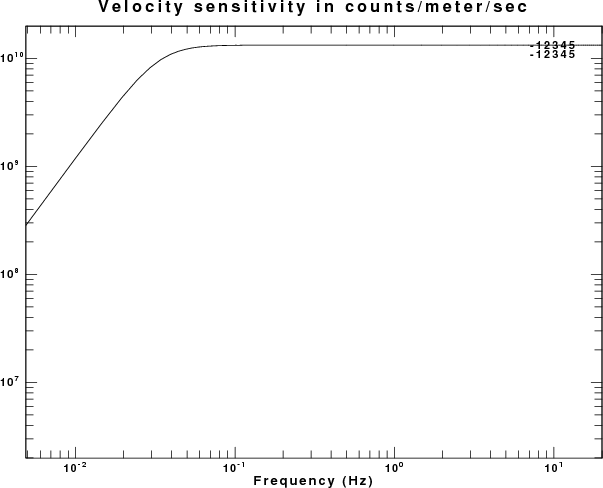 Velocity sensitivity in counts/meter/sec
10¹⁰
-12345
-12345
10⁹
10⁸
10⁷
10⁻² 10⁻¹ 10⁰ 10¹
Frequency (Hz)